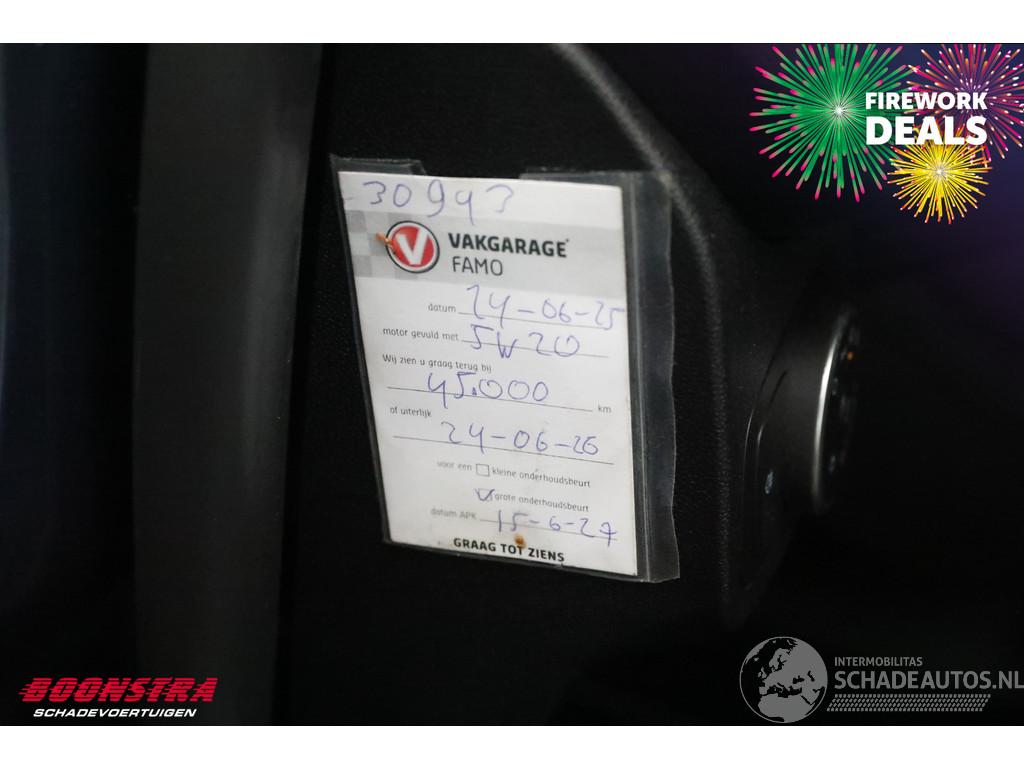 FIREWORK
DEALS
30993
V
VAKGARAGE
FAMO
datum 24-06-25
motor gevuld met 5W20
Wij zien u graag terug bij
45.000 km
of uiterlijk
24-06-26
voor een kleine onderhoudsbeurt
grote onderhoudsbeurt
datum APK 15-6-27
GRAAG TOT ZIENS
BOONSTRA
SCHADEVOERTUIGEN
INTERMOBILITAS
SCHADEAUTOS.NL